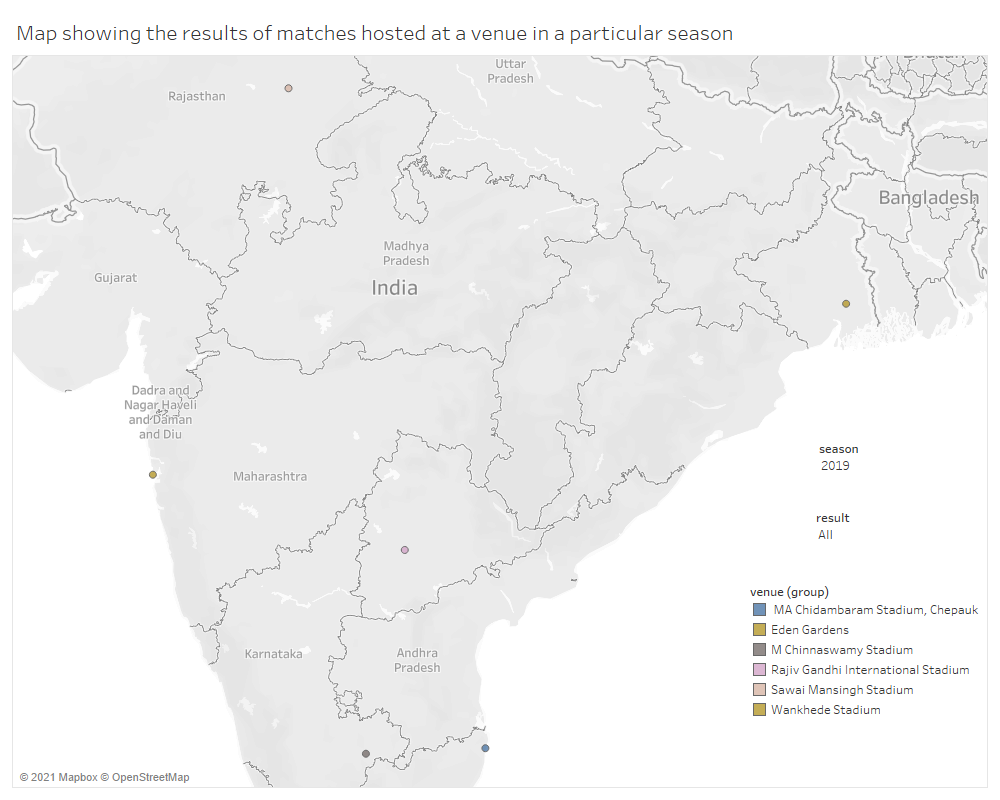 Map showing the results of matches hosted at a venue in a particular season
Uttar
Pradesh
Bhutan
Rajasthan
Bangladesh
Madhya
Pradesh
Gujarat
India
Dadra and
Nagar Haveli
and Daman
and Diu
Maharashtra
season
2019
result
All
venue (group)
MA Chidambaram Stadium, Chepauk
Eden Gardens
M Chinnaswamy Stadium
Rajiv Gandhi International Stadium
Sawai Mansingh Stadium
Wankhede Stadium
Karnataka
Andhra
Pradesh
© 2021 Mapbox © OpenStreetMap